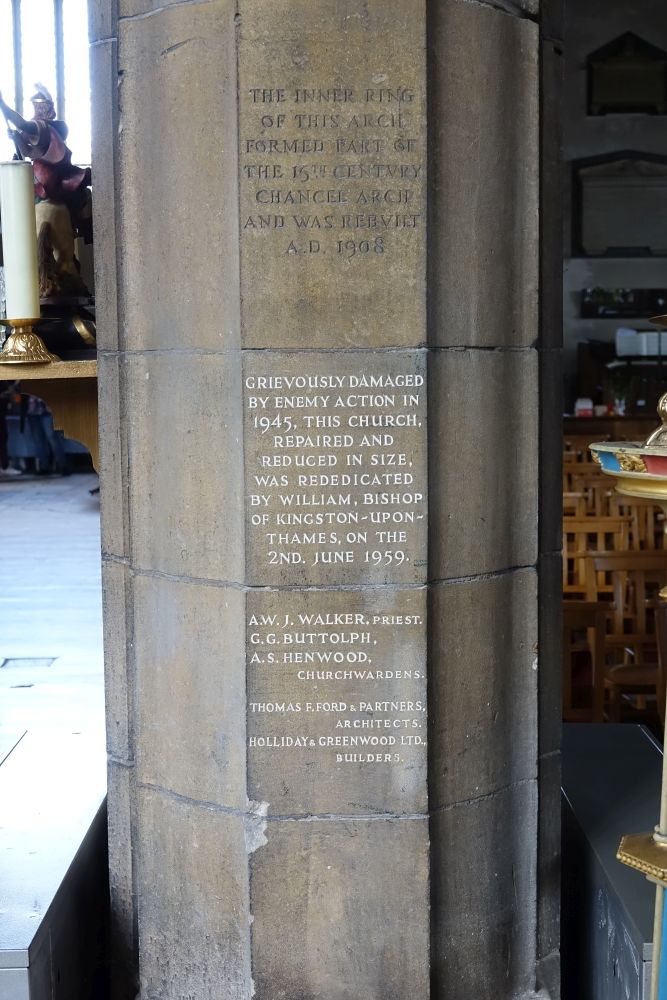 THE INNER RING
OF THIS ARCH
FORMED PART OF
THE 15TH CENTVRY
CHANCEL ARCH
AND WAS REBVILT
A.D. 1908
GRIEVOUSLY DAMAGED
BY ENEMY ACTION IN
1945, THIS CHURCH,
REPAIRED AND
REDUCED IN SIZE,
WAS REDEDICATED
BY WILLIAM, BISHOP
OF KINGSTON-UPON-
THAMES, ON THE
2ND. JUNE 1959.
A.W. J. WALKER, PRIEST.
G.G. BUTTOLPH,
A.S. HENWOOD,
CHURCHWARDENS.
THOMAS F. FORD & PARTNERS,
ARCHITECTS.
HOLLIDAY & GREENWOOD LTD.,
BUILDERS.